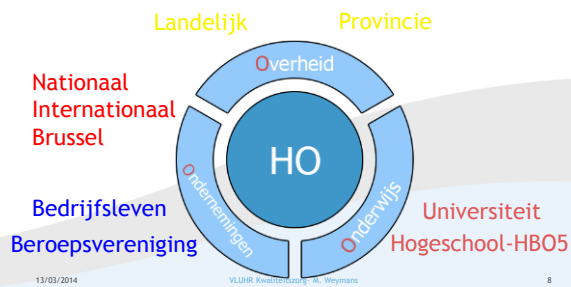 Landelijk
Provincie
Overheid
Nationaal
Internationaal
Brussel
HO
Ondernemingen
Onderwijs
Bedrijfsleven
Beroepsvereniging
Universiteit
Hogeschool-HBO5
13/03/2014
VLUHR Kwaliteitszorg- M. Weymans
8